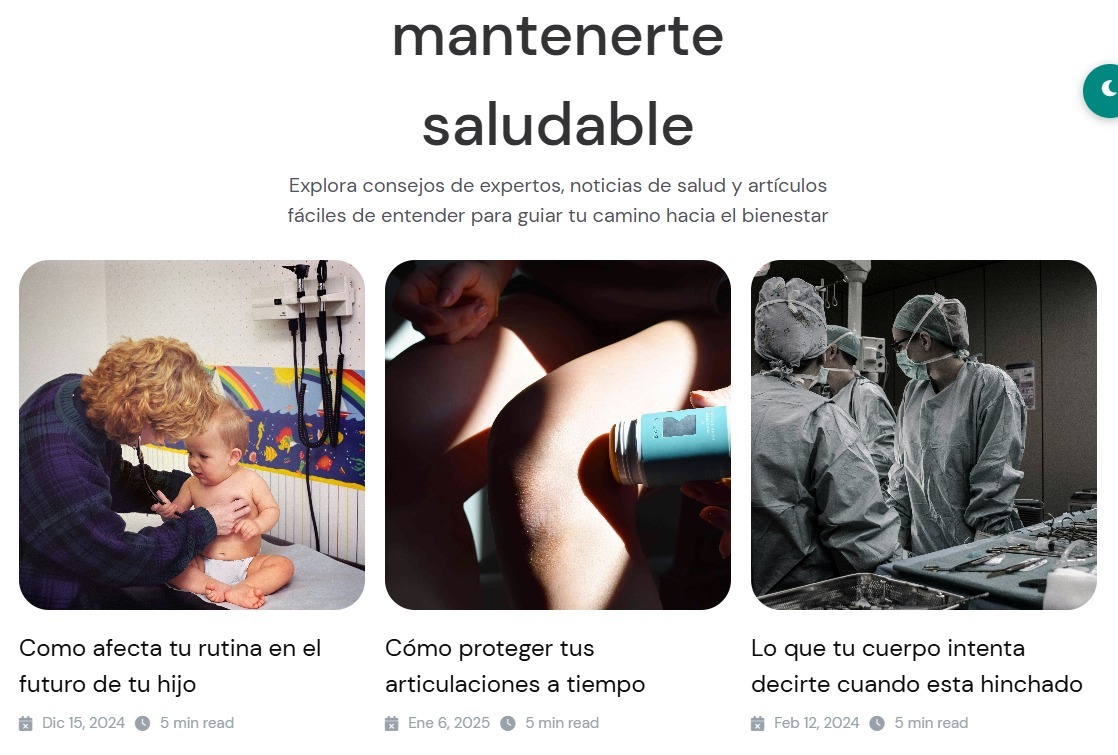 mantenerte
saludable
Explora consejos de expertos, noticias de salud y artículos
fáciles de entender para guiar tu camino hacia el bienestar
Como afecta tu rutina en el
futuro de tu hijo
Dic 15, 2024 5 min read
Cómo proteger tus
articulaciones a tiempo
Ene 6, 2025 5 min read
Lo que tu cuerpo intenta
decirte cuando esta hinchado
Feb 12, 2024 5 min read